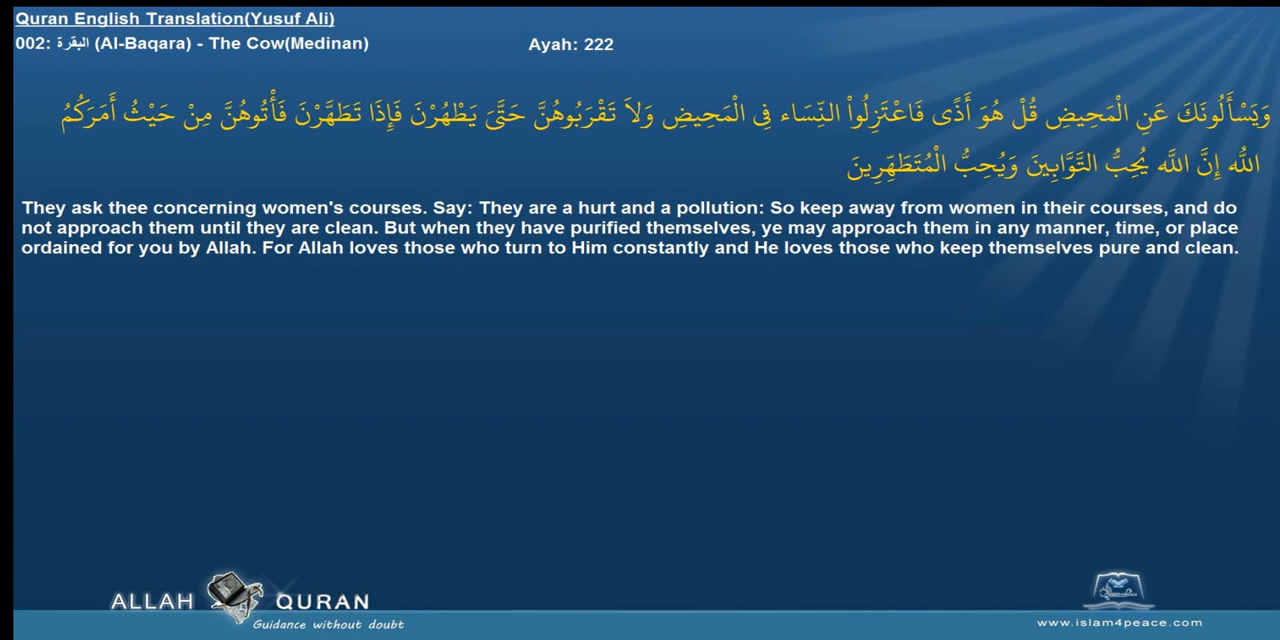 Quran English Translation(Yusuf Ali)
002: البقرة (Al-Baqara) - The Cow(Medinan)
Ayah: 222
وَيَسْأَلُونَكَ عَنِ الْمَحِيضِ قُلْ هُوَ أَذًى فَاعْتَزِلُواْ النِّسَاء فِي الْمَحِيضِ وَلاَ تَقْرَبُوهُنَّ حَتَّىَ يَطْهُرْنَ فَإِذَا تَطَهَّرْنَ فَأْتُوهُنَّ مِنْ حَيْثُ أَمَرَكُمُ
اللّهُ إِنَّ اللّهَ يُحِبُّ التَّوَّابِينَ وَيُحِبُّ الْمُتَطَهِّرِينَ
They ask thee concerning women's courses. Say: They are a hurt and a pollution: So keep away from women in their courses, and do
not approach them until they are clean. But when they have purified themselves, ye may approach them in any manner, time, or place
ordained for you by Allah. For Allah loves those who turn to Him constantly and He loves those who keep themselves pure and clean.
ALLAH QURAN
Guidance without doubt
www.islam4peace.com